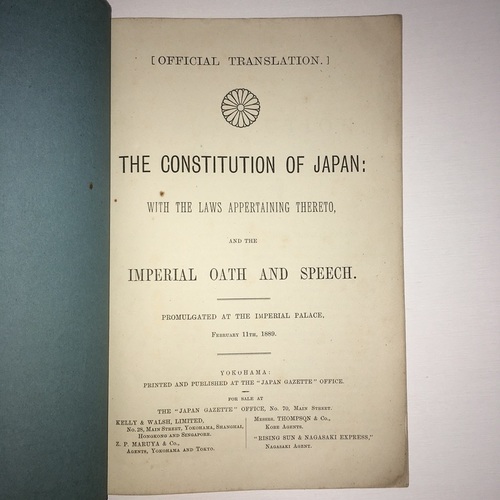 [OFFICIAL TRANSLATION.]
THE CONSTITUTION OF JAPAN:
WITH THE LAWS APPERTAINING THERETO,
AND THE
IMPERIAL OATH AND SPEECH.
PROMULGATED AT THE IMPERIAL PALACE,
February 11th, 1889.
YOKOHAMA:
PRINTED AND PUBLISHED AT THE "JAPAN GAZETTE" OFFICE.
FOR SALE AT
THE "JAPAN GAZETTE" OFFICE, No. 70, Main Street.
KELLY & WALSH, LIMITED,
No. 28, Main Street, Yokohama, Shanghai,
Hongkong and Singapore.
Z. P. MARUYA & Co.,
Agents, Yokohama and Tokyo.
Messrs. THOMPSON & Co.,
Kobe Agents.
"RISING SUN & NAGASAKI EXPRESS,"
Nagasaki Agent.